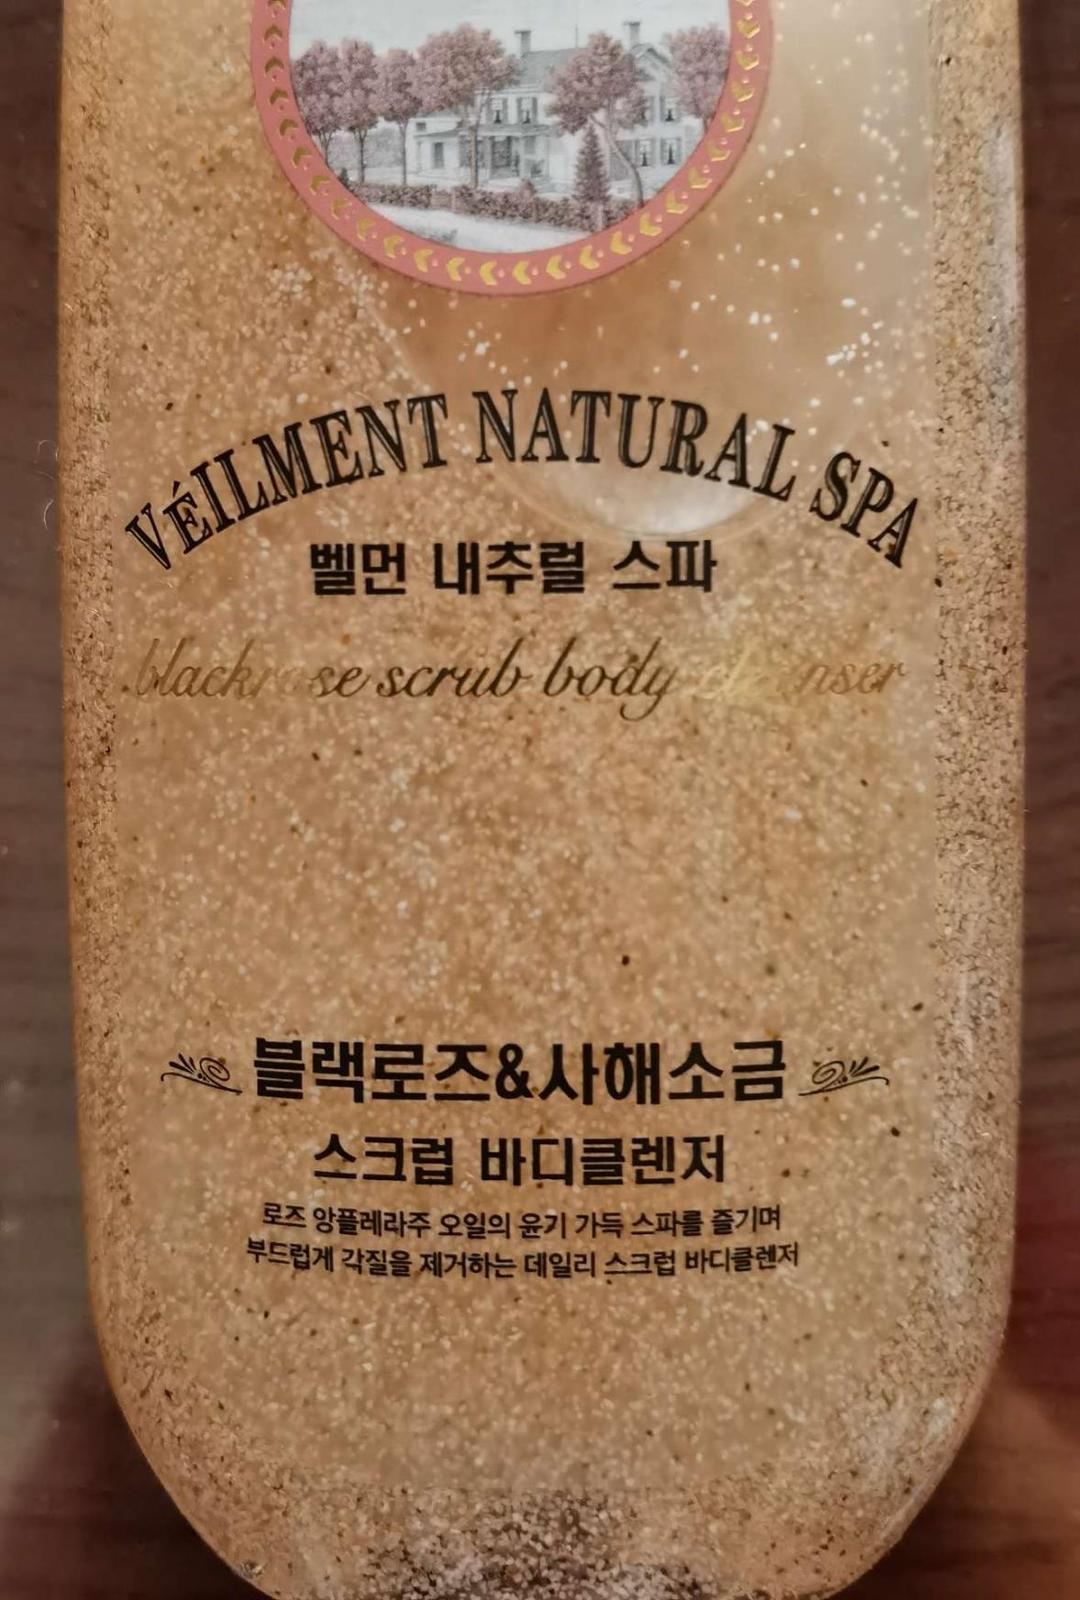 VÉILMENT NATURAL SPA
벨먼 내추럴 스파
blackrose scrub body cleanser
블랙로즈&사해소금
스크럽 바디클렌저
로즈 앙플레라주 오일의 윤기 가득 스파를 즐기며
부드럽게 각질을 제거하는 데일리 스크럽 바디클렌저